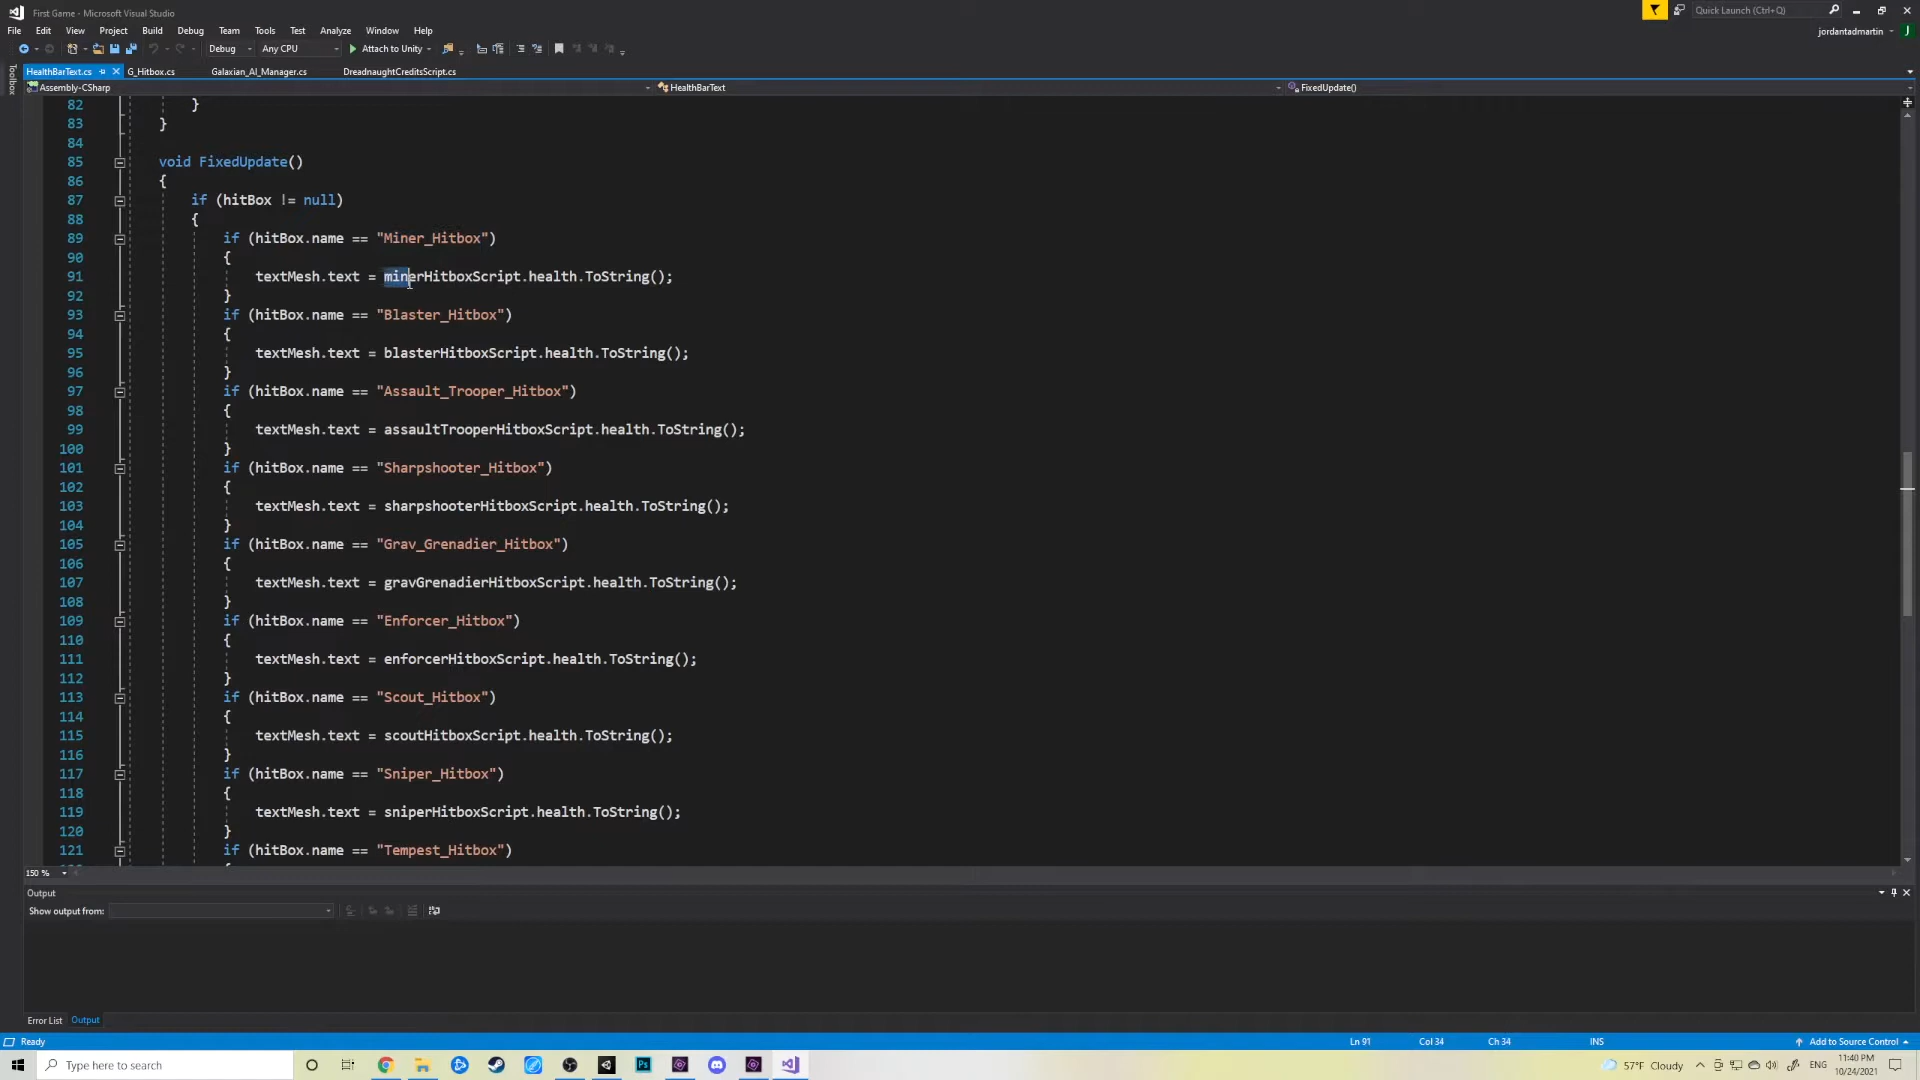 First Game - Microsoft Visual Studio
Quick Launch (Ctrl+Q)
File Edit View Project Build Debug Team Tools Test Analyze Window Help
jordantadmartin J
Debug Any CPU Attach to Unity
Toolbox
HealthBarText.cs G_Hitbox.cs Galaxian_AI_Manager.cs DreadnaughtCreditsScript.cs
Assembly-CSharp HealthBarText FixedUpdate()
82 }
83 }
84
85 void FixedUpdate()
86 {
87 if (hitBox != null)
88 {
89 if (hitBox.name == "Miner_Hitbox")
90 {
91 textMesh.text = minerHitboxScript.health.ToString();
92 }
93 if (hitBox.name == "Blaster_Hitbox")
94 {
95 textMesh.text = blasterHitboxScript.health.ToString();
96 }
97 if (hitBox.name == "Assault_Trooper_Hitbox")
98 {
99 textMesh.text = assaultTrooperHitboxScript.health.ToString();
100 }
101 if (hitBox.name == "Sharpshooter_Hitbox")
102 {
103 textMesh.text = sharpshooterHitboxScript.health.ToString();
104 }
105 if (hitBox.name == "Grav_Grenadier_Hitbox")
106 {
107 textMesh.text = gravGrenadierHitboxScript.health.ToString();
108 }
109 if (hitBox.name == "Enforcer_Hitbox")
110 {
111 textMesh.text = enforcerHitboxScript.health.ToString();
112 }
113 if (hitBox.name == "Scout_Hitbox")
114 {
115 textMesh.text = scoutHitboxScript.health.ToString();
116 }
117 if (hitBox.name == "Sniper_Hitbox")
118 {
119 textMesh.text = sniperHitboxScript.health.ToString();
120 }
121 if (hitBox.name == "Tempest_Hitbox")
150 %
Output
Show output from:
Error List Output
Ready Ln 91 Col 34 Ch 34 INS Add to Source Control
Type here to search
Ps
57°F Cloudy ENG 11:40 PM
10/24/2021